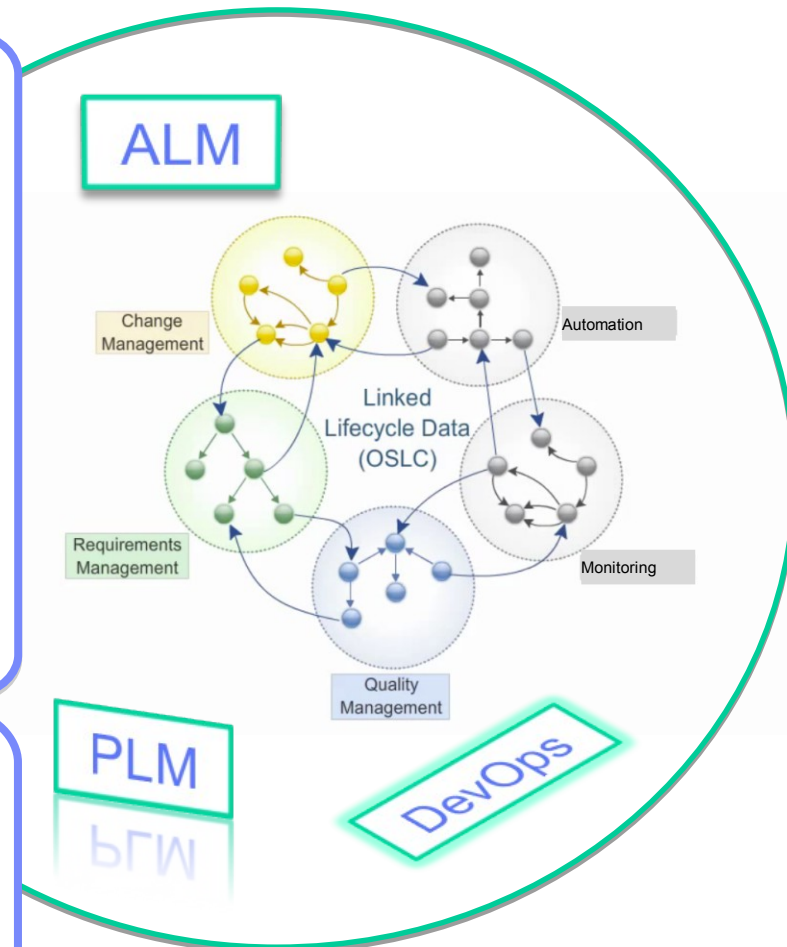 ALM
Change
Management
Automation
Linked
Lifecycle Data
(OSLC)
Requirements
Management
Monitoring
Quality
Management
PLM
DevOps